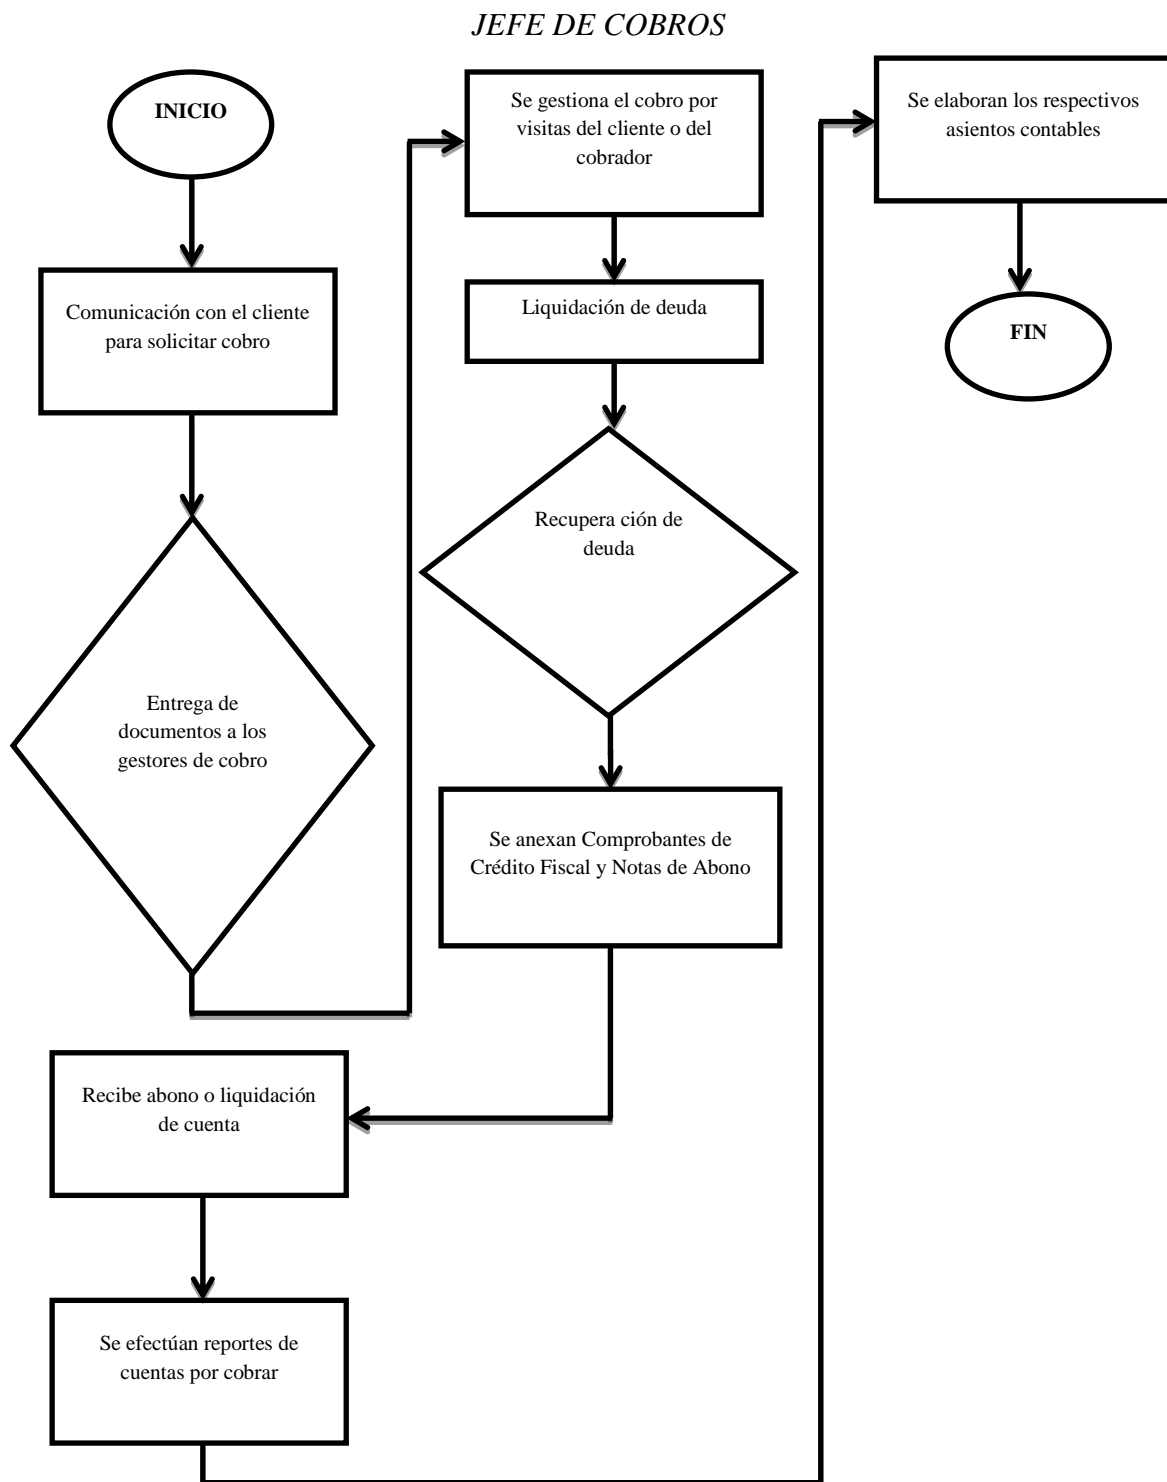 JEFE DE COBROS
INICIO
Comunicación con el cliente
para solicitar cobro
Entrega de
documentos a los
gestores de cobro
Se gestiona el cobro por
visitas del cliente o del
cobrador
Liquidación de deuda
Recupera ción de
deuda
Se anexan Comprobantes de
Crédito Fiscal y Notas de Abono
Recibe abono o liquidación
de cuenta
Se efectúan reportes de
cuentas por cobrar
Se elaboran los respectivos
asientos contables
FIN